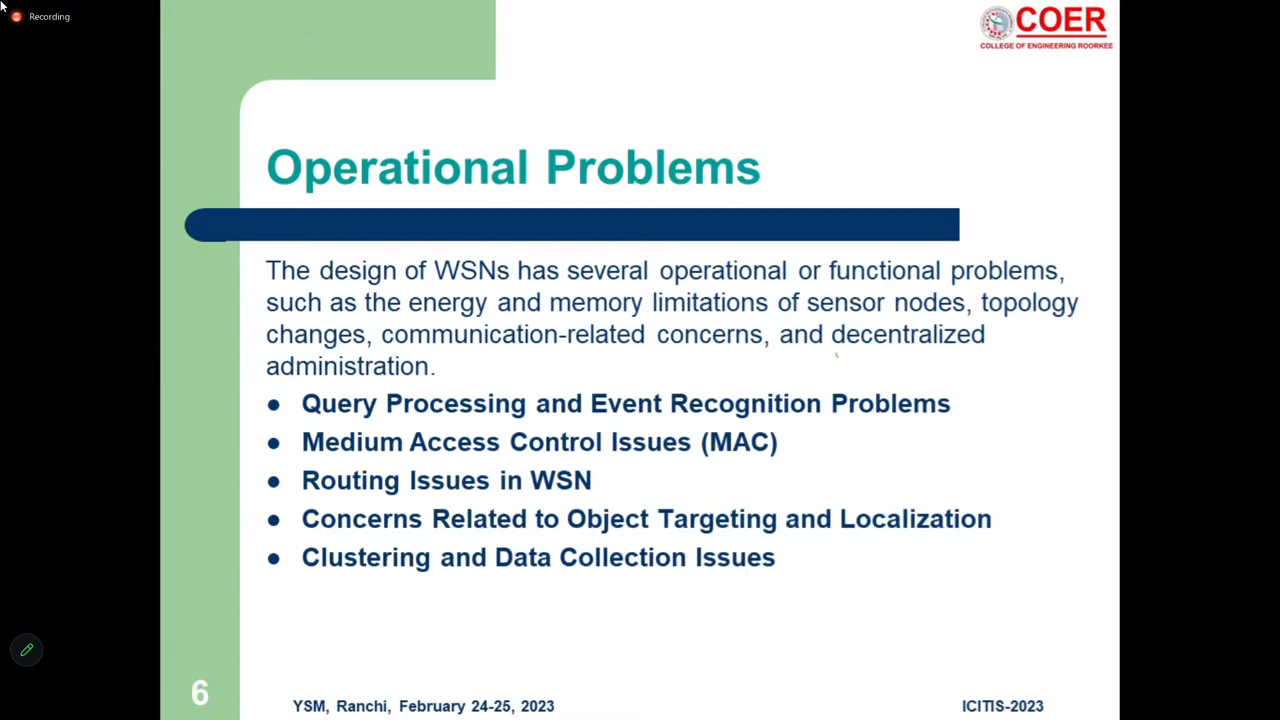 Recording
COER
COLLEGE OF ENGINEERING ROORKEE
Operational Problems
The design of WSNs has several operational or functional problems,
such as the energy and memory limitations of sensor nodes, topology
changes, communication-related concerns, and decentralized
administration.
● Query Processing and Event Recognition Problems
● Medium Access Control Issues (MAC)
● Routing Issues in WSN
● Concerns Related to Object Targeting and Localization
● Clustering and Data Collection Issues
6
YSM, Ranchi, February 24-25, 2023
ICITIS-2023